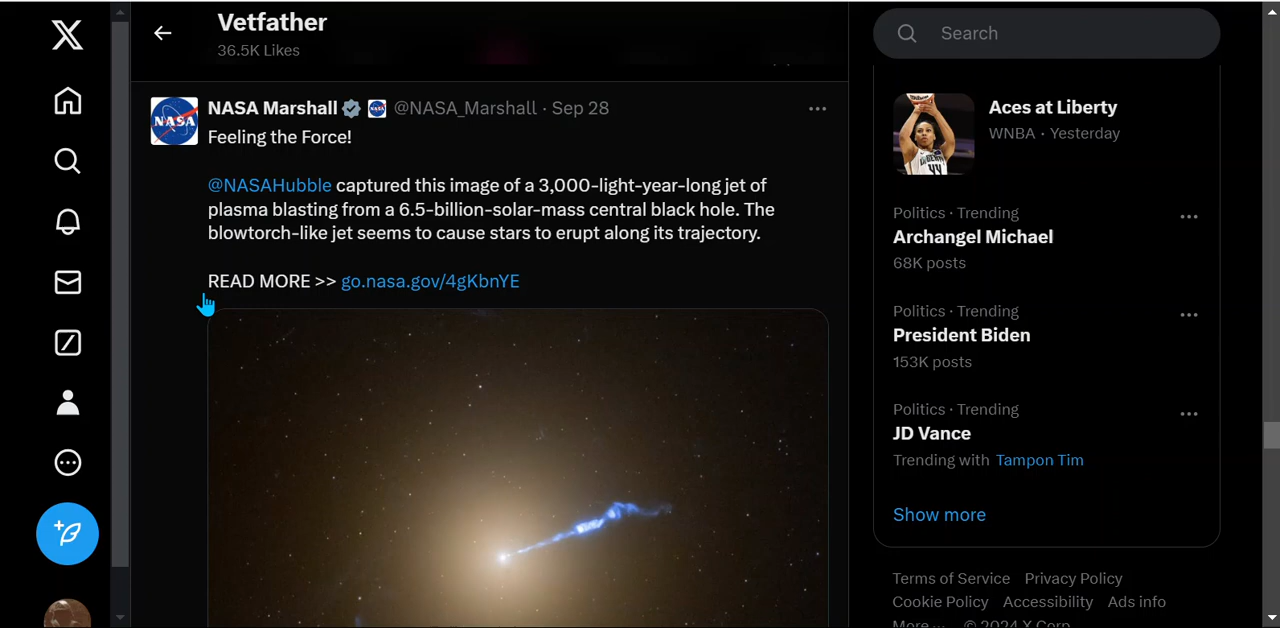 Vetfather
36.5K Likes
NASA
NASA Marshall @NASA_Marshall · Sep 28
Feeling the Force!
@NASAHubble captured this image of a 3,000-light-year-long jet of
plasma blasting from a 6.5-billion-solar-mass central black hole. The
blowtorch-like jet seems to cause stars to erupt along its trajectory.
READ MORE >> go.nasa.gov/4gKbnYE
Search
Aces at Liberty
WNBA · Yesterday
Politics · Trending
Archangel Michael
68K posts
Politics · Trending
President Biden
153K posts
Politics · Trending
JD Vance
Trending with Tampon Tim
Show more
Terms of Service Privacy Policy
Cookie Policy Accessibility Ads info
More ... © 2024 X Corp.